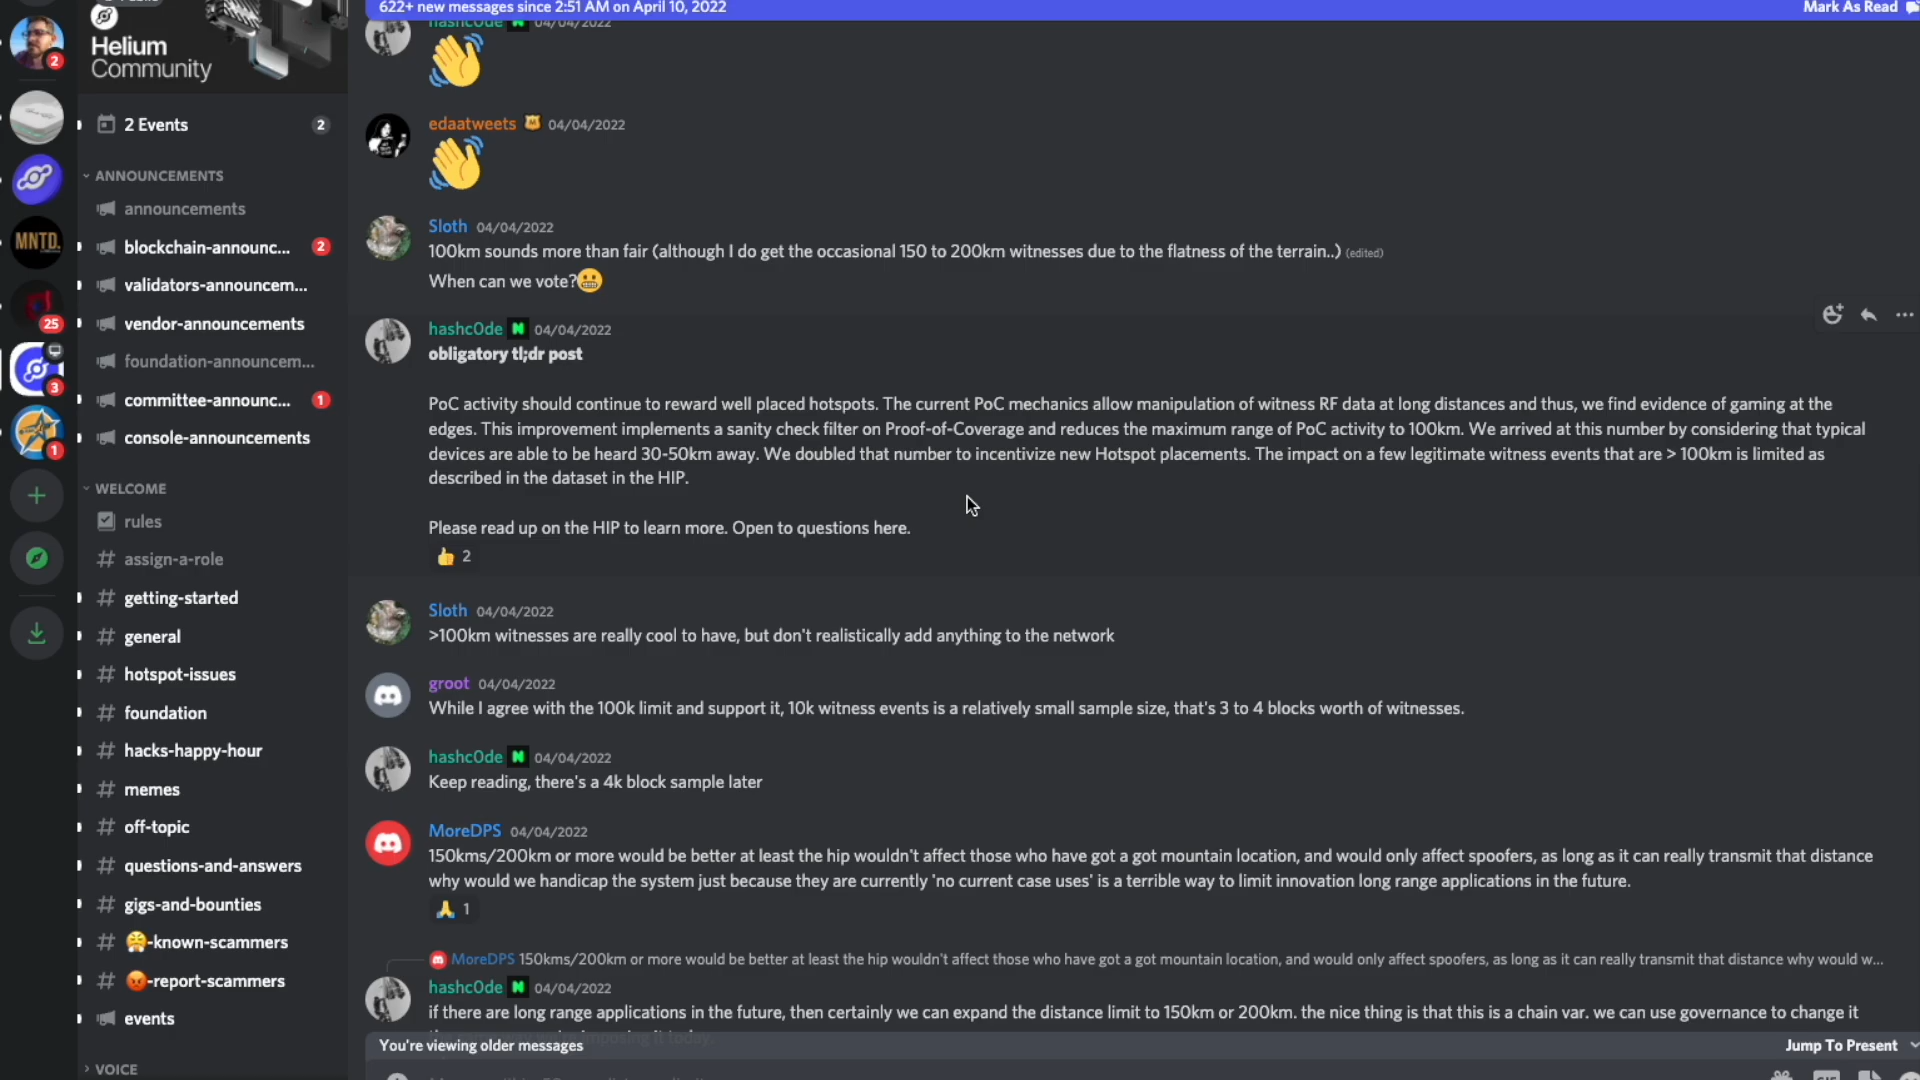 622+ new messages since 2:51 AM on April 10, 2022
Mark As Read
Helium
Community
2 Events
2
ANNOUNCEMENTS
announcements
blockchain-announc...
2
validators-announcem...
vendor-announcements
foundation-announcem...
committee-announc...
1
console-announcements
WELCOME
rules
assign-a-role
getting-started
general
hotspot-issues
foundation
hacks-happy-hour
memes
off-topic
questions-and-answers
gigs-and-bounties
-known-scammers
-report-scammers
events
VOICE
2
MNTD.
25
3
1
hashc0de 04/04/2022
edaatweets 04/04/2022
Sloth 04/04/2022
100km sounds more than fair (although I do get the occasional 150 to 200km witnesses due to the flatness of the terrain..) (edited)
When can we vote?😬
hashc0de 04/04/2022
obligatory tl;dr post
PoC activity should continue to reward well placed hotspots. The current PoC mechanics allow manipulation of witness RF data at long distances and thus, we find evidence of gaming at the
edges. This improvement implements a sanity check filter on Proof-of-Coverage and reduces the maximum range of PoC activity to 100km. We arrived at this number by considering that typical
devices are able to be heard 30-50km away. We doubled that number to incentivize new Hotspot placements. The impact on a few legitimate witness events that are > 100km is limited as
described in the dataset in the HIP.
Please read up on the HIP to learn more. Open to questions here.
👍 2
Sloth 04/04/2022
>100km witnesses are really cool to have, but don't realistically add anything to the network
groot 04/04/2022
While I agree with the 100k limit and support it, 10k witness events is a relatively small sample size, that's 3 to 4 blocks worth of witnesses.
hashc0de 04/04/2022
Keep reading, there's a 4k block sample later
MoreDPS 04/04/2022
150kms/200km or more would be better at least the hip wouldn't affect those who have got a got mountain location, and would only affect spoofers, as long as it can really transmit that distance
why would we handicap the system just because they are currently 'no current case uses' is a terrible way to limit innovation long range applications in the future.
🙏 1
MoreDPS 150kms/200km or more would be better at least the hip wouldn't affect those who have got a got mountain location, and would only affect spoofers, as long as it can really transmit that distance why would w...
hashc0de 04/04/2022
if there are long range applications in the future, then certainly we can expand the distance limit to 150km or 200km. the nice thing is that this is a chain var. we can use governance to change it
You're viewing older messages
Jump To Present